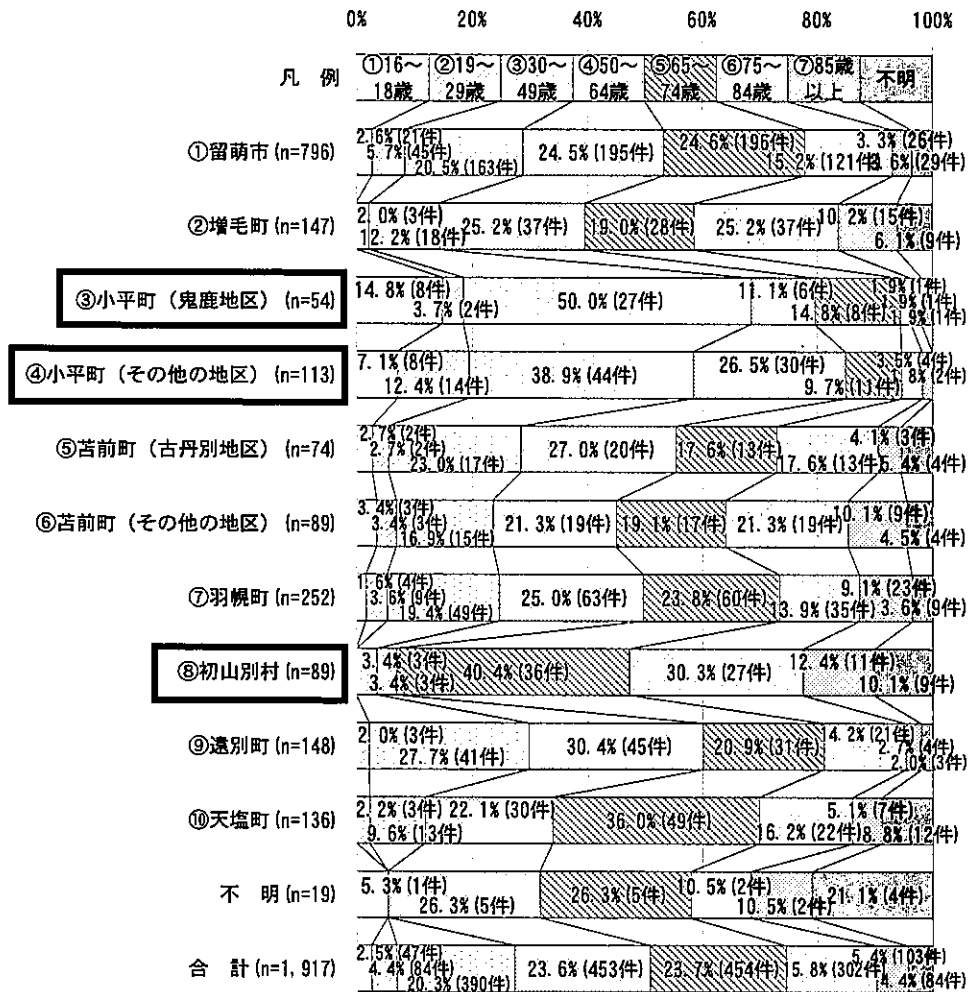 0% 20% 40% 60% 80% 100%
凡 例 ①16～18歳 ②19～29歳 ③30～49歳 ④50～64歳 ⑤65～74歳 ⑥75～84歳 ⑦85歳以上 不明
①留萌市 (n=796) 2.6% (21件) 5.7% (45件) 20.5% (163件) 24.5% (195件) 24.6% (196件) 15.2% (121件) 3.3% (26件) 3.6% (29件)
②増毛町 (n=147) 2.0% (3件) 12.2% (18件) 25.2% (37件) 19.0% (28件) 25.2% (37件) 10.2% (15件) 6.1% (9件)
③小平町（鬼鹿地区）(n=54) 14.8% (8件) 3.7% (2件) 50.0% (27件) 11.1% (6件) 14.8% (8件) 1.9% (1件) 1.9% (1件) 1.9% (1件)
④小平町（その他の地区）(n=113) 7.1% (8件) 12.4% (14件) 38.9% (44件) 26.5% (30件) 9.7% (11件) 3.5% (4件) 1.8% (2件)
⑤苫前町（古丹別地区）(n=74) 2.7% (2件) 2.7% (2件) 23.0% (17件) 27.0% (20件) 17.6% (13件) 17.6% (13件) 4.1% (3件) 5.4% (4件)
⑥苫前町（その他の地区）(n=89) 3.4% (3件) 3.4% (3件) 16.9% (15件) 21.3% (19件) 19.1% (17件) 21.3% (19件) 10.1% (9件) 4.5% (4件)
⑦羽幌町 (n=252) 1.6% (4件) 3.6% (9件) 19.4% (49件) 25.0% (63件) 23.8% (60件) 13.9% (35件) 9.1% (23件) 3.6% (9件)
⑧初山別村 (n=89) 3.4% (3件) 3.4% (3件) 40.4% (36件) 30.3% (27件) 12.4% (11件) 10.1% (9件)
⑨遠別町 (n=148) 2.0% (3件) 27.7% (41件) 30.4% (45件) 20.9% (31件) 14.2% (21件) 2.7% (4件) 2.0% (3件)
⑩天塩町 (n=136) 2.2% (3件) 9.6% (13件) 22.1% (30件) 36.0% (49件) 16.2% (22件) 5.1% (7件) 8.8% (12件)
不 明 (n=19) 5.3% (1件) 26.3% (5件) 26.3% (5件) 10.5% (2件) 10.5% (2件) 21.1% (4件)
合 計 (n=1,917) 2.5% (47件) 4.4% (84件) 20.3% (390件) 23.6% (453件) 23.7% (454件) 15.8% (302件) 5.4% (103件) 4.4% (84件)